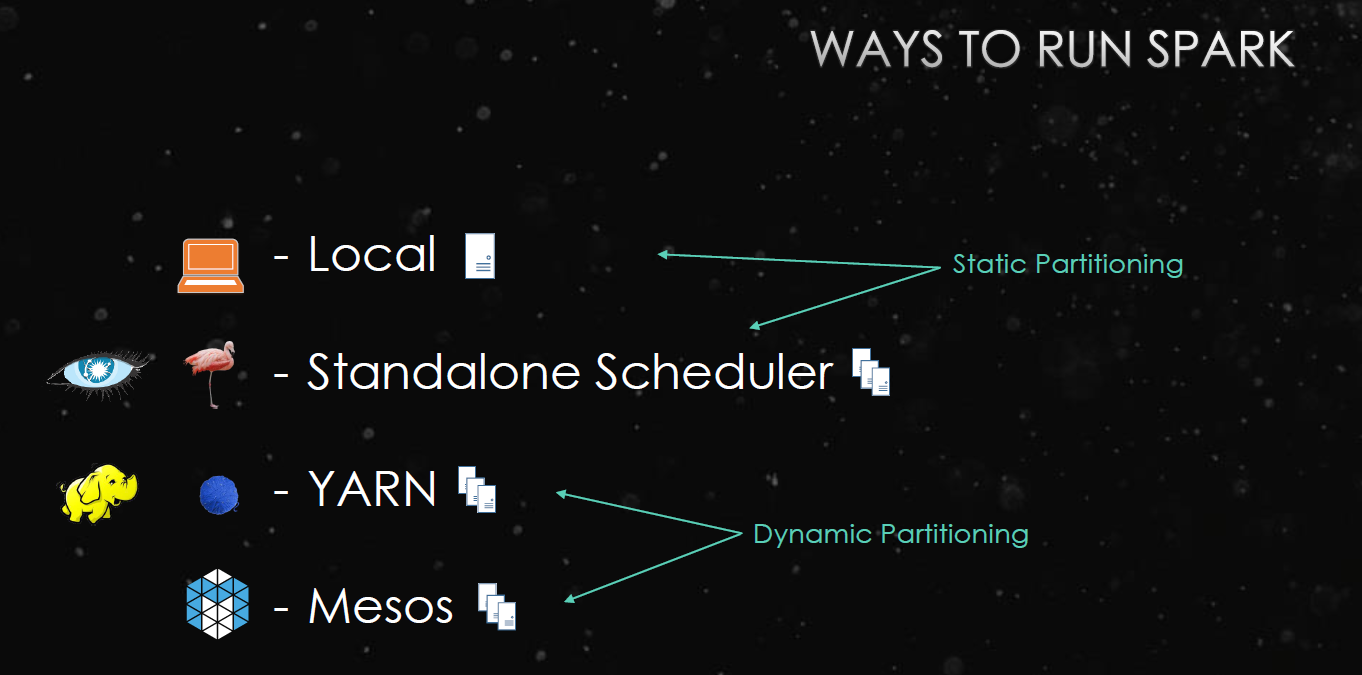 WAYS TO RUN SPARK
- Local
Static Partitioning
- Standalone Scheduler
- YARN
Dynamic Partitioning
- Mesos